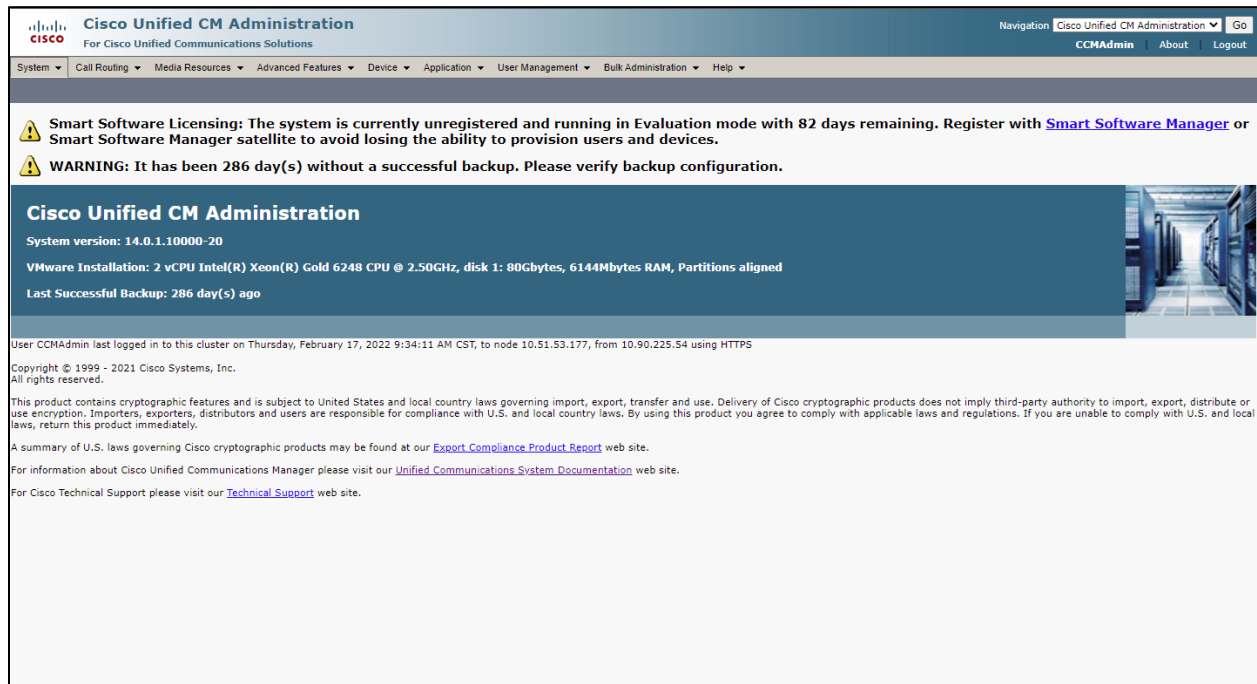 Cisco Unified CM Administration
For Cisco Unified Communications Solutions
Navigation Cisco Unified CM Administration Go
CISCO
CCMAdmin | About | Logout
System Call Routing Media Resources Advanced Features Device Application User Management Bulk Administration Help
Smart Software Licensing: The system is currently unregistered and running in Evaluation mode with 82 days remaining. Register with Smart Software Manager or
Smart Software Manager satellite to avoid losing the ability to provision users and devices.
WARNING: It has been 286 day(s) without a successful backup. Please verify backup configuration.
Cisco Unified CM Administration
System version: 14.0.1.10000-20
VMware Installation: 2 vCPU Intel(R) Xeon(R) Gold 6248 CPU @ 2.50GHz, disk 1: 80Gbytes, 6144Mbytes RAM, Partitions aligned
Last Successful Backup: 286 day(s) ago
User CCMAdmin last logged in to this cluster on Thursday, February 17, 2022 9:34:11 AM CST, to node 10.51.53.177, from 10.90.225.54 using HTTPS
Copyright © 1999 - 2021 Cisco Systems, Inc.
All rights reserved.
This product contains cryptographic features and is subject to United States and local country laws governing import, export, transfer and use. Delivery of Cisco cryptographic products does not imply third-party authority to import, export, distribute or
use encryption. Importers, exporters, distributors and users are responsible for compliance with U.S. and local country laws. By using this product you agree to comply with applicable laws and regulations. If you are unable to comply with U.S. and local
laws, return this product immediately.
A summary of U.S. laws governing Cisco cryptographic products may be found at our Export Compliance Product Report web site.
For information about Cisco Unified Communications Manager please visit our Unified Communications System Documentation web site.
For Cisco Technical Support please visit our Technical Support web site.